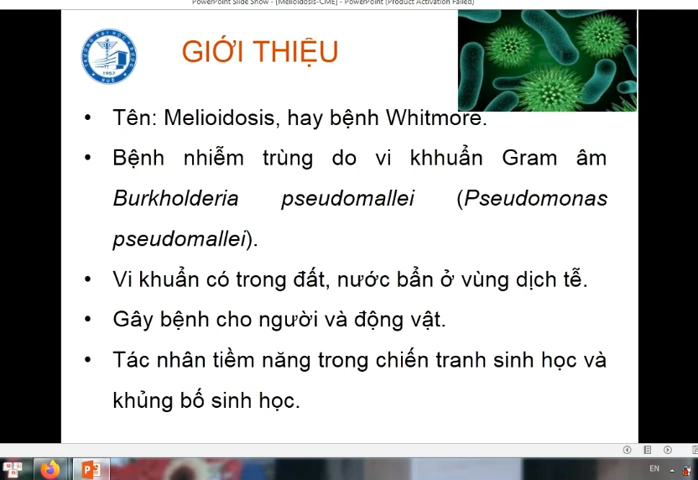 PowerPoint Slide Show - [Melioidosis-CME] - PowerPoint (Product Activation Failed)
GIỚI THIỆU
• Tên: Melioidosis, hay bệnh Whitmore.
• Bệnh nhiễm trùng do vi khhuẩn Gram âm
Burkholderia pseudomallei (Pseudomonas
pseudomallei).
• Vi khuẩn có trong đất, nước bẩn ở vùng dịch tễ.
• Gây bệnh cho người và động vật.
• Tác nhân tiềm năng trong chiến tranh sinh học và
khủng bố sinh học.
1957
EN